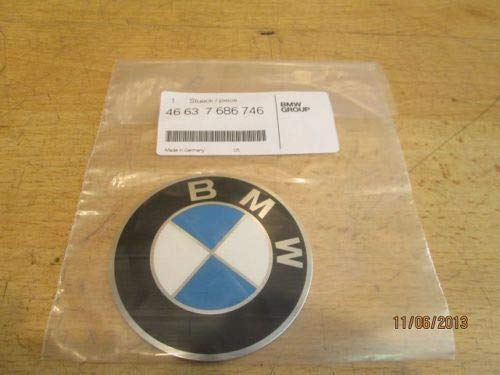 1 Stueck / piece
46 63 7 686 746
BMW
GROUP
Made in Germany
BMW
11/06/2013